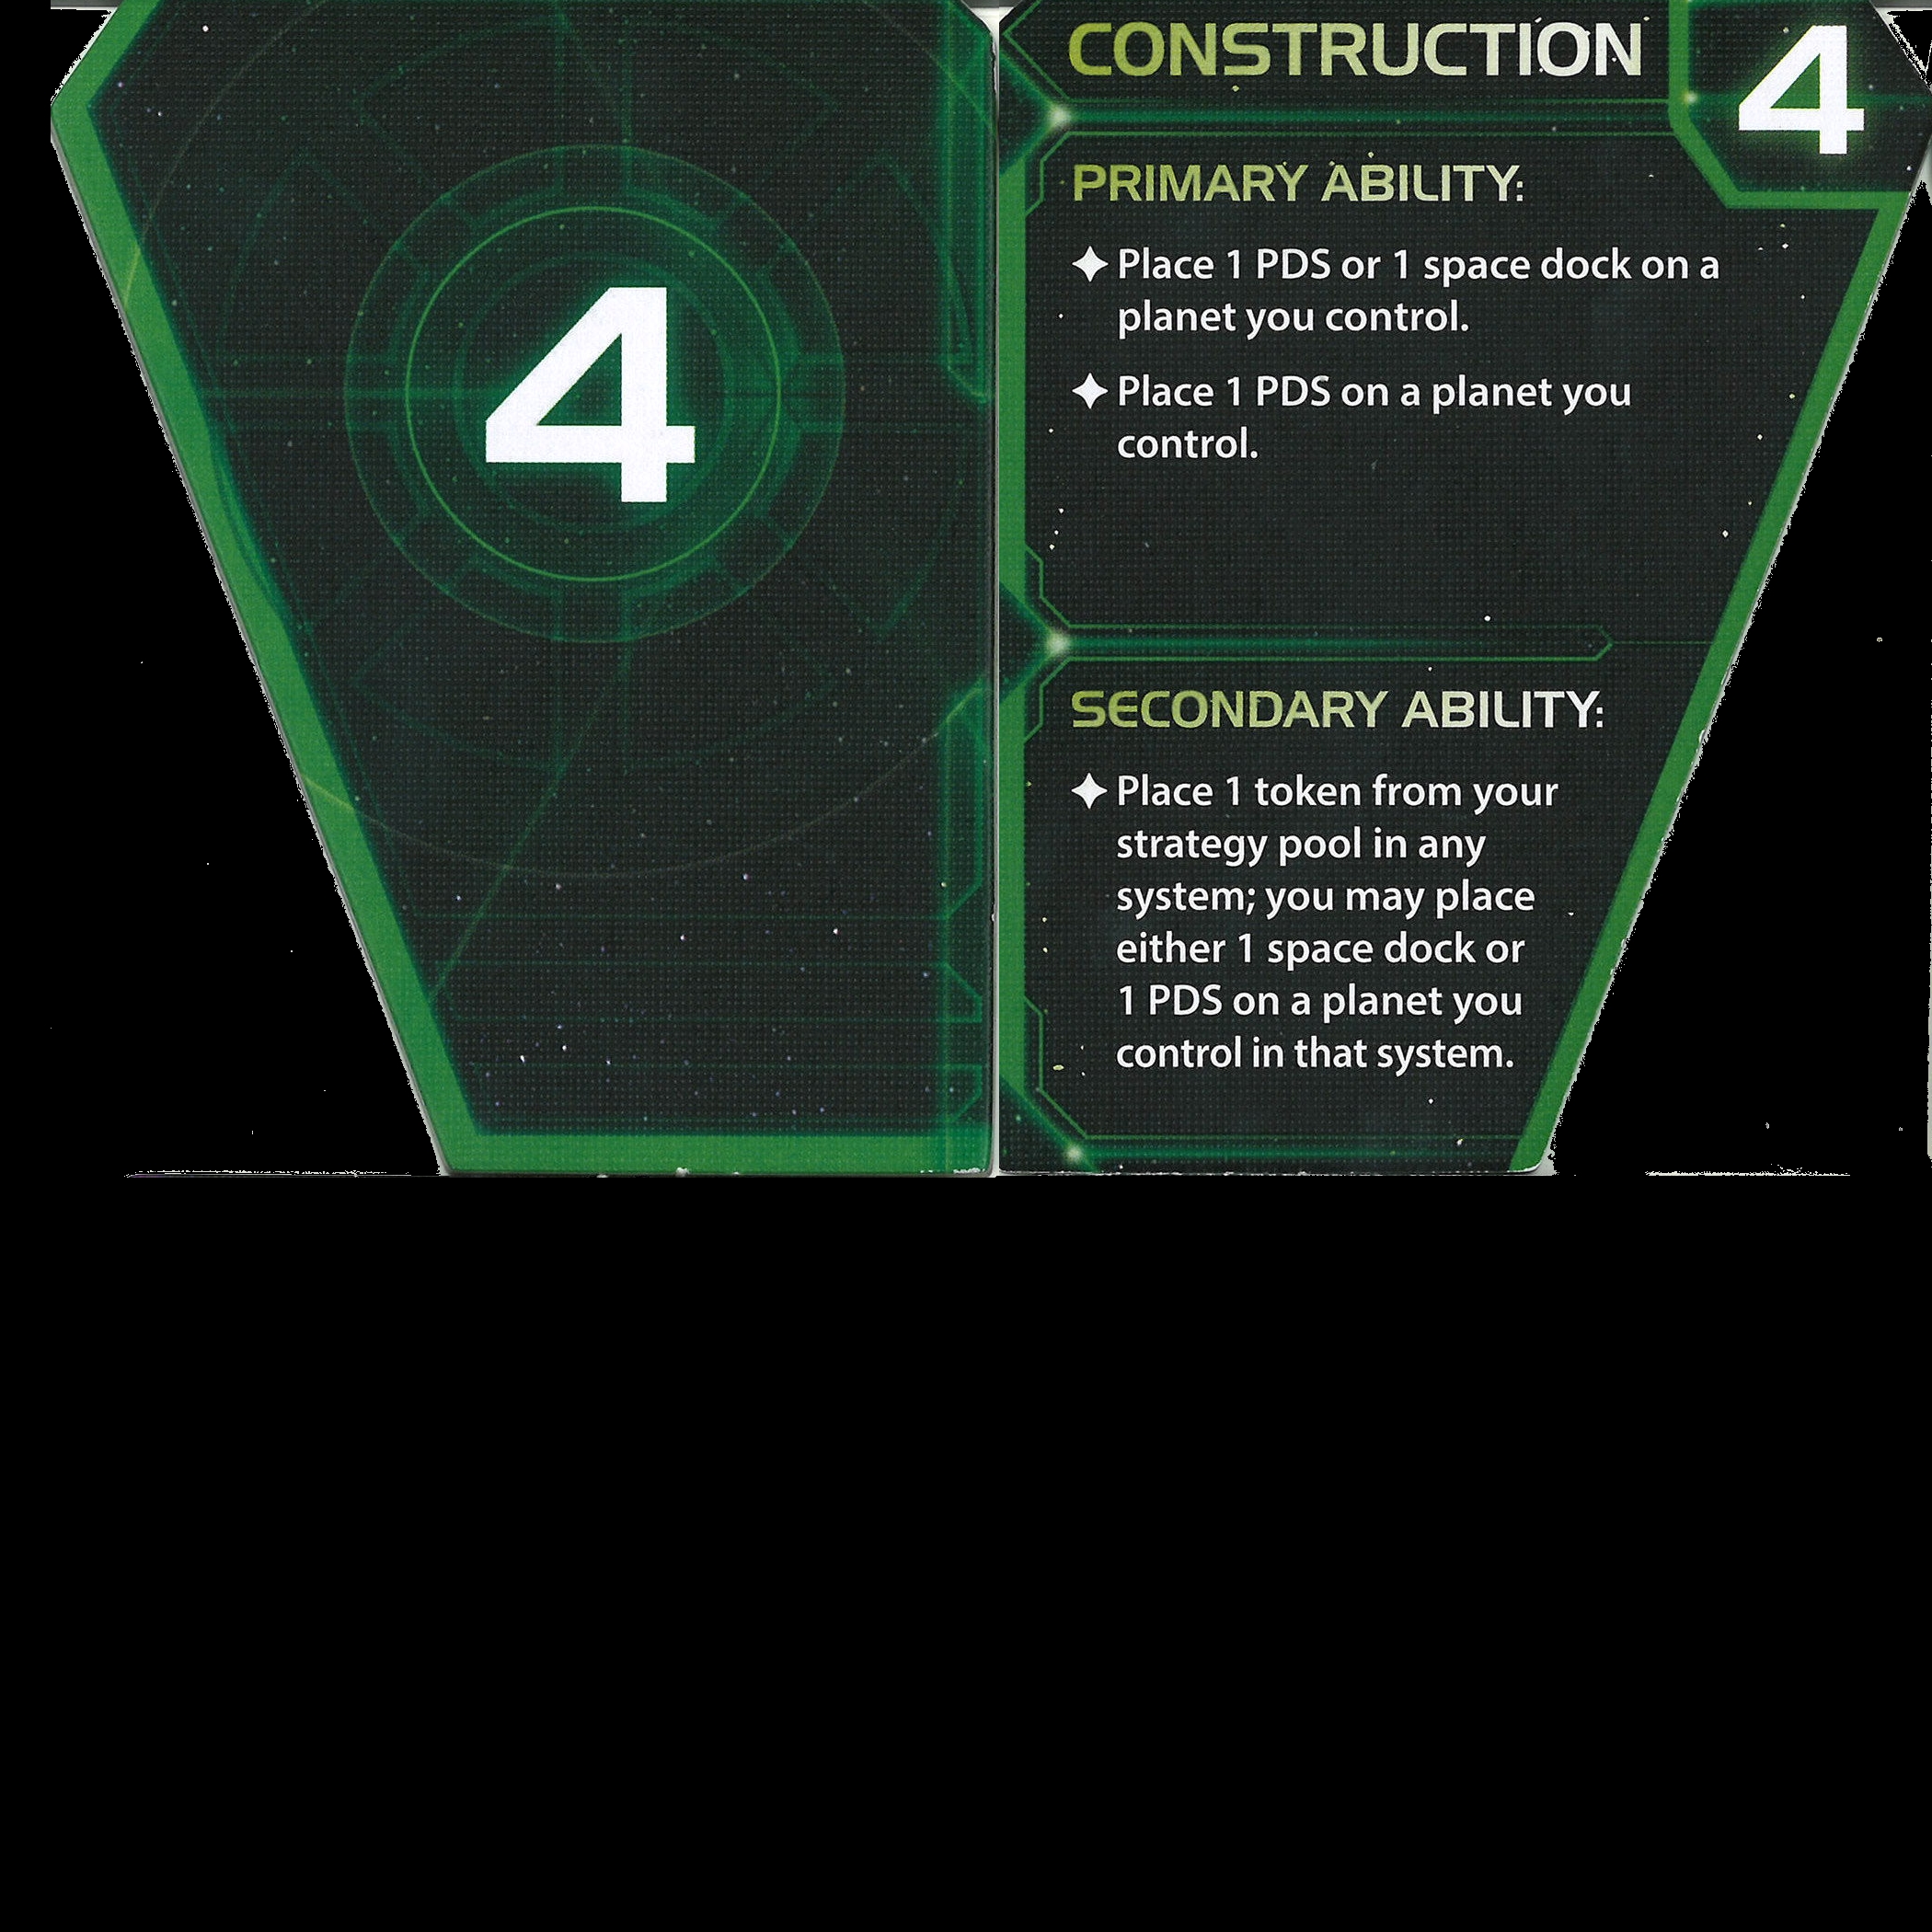 4
CONSTRUCTION
4
PRIMARY ABILITY:
Place 1 PDS or 1 space dock on a
planet you control.
Place 1 PDS on a planet you
control.
SECONDARY ABILITY:
Place 1 token from your
strategy pool in any
system; you may place
either 1 space dock or
1 PDS on a planet you
control in that system.